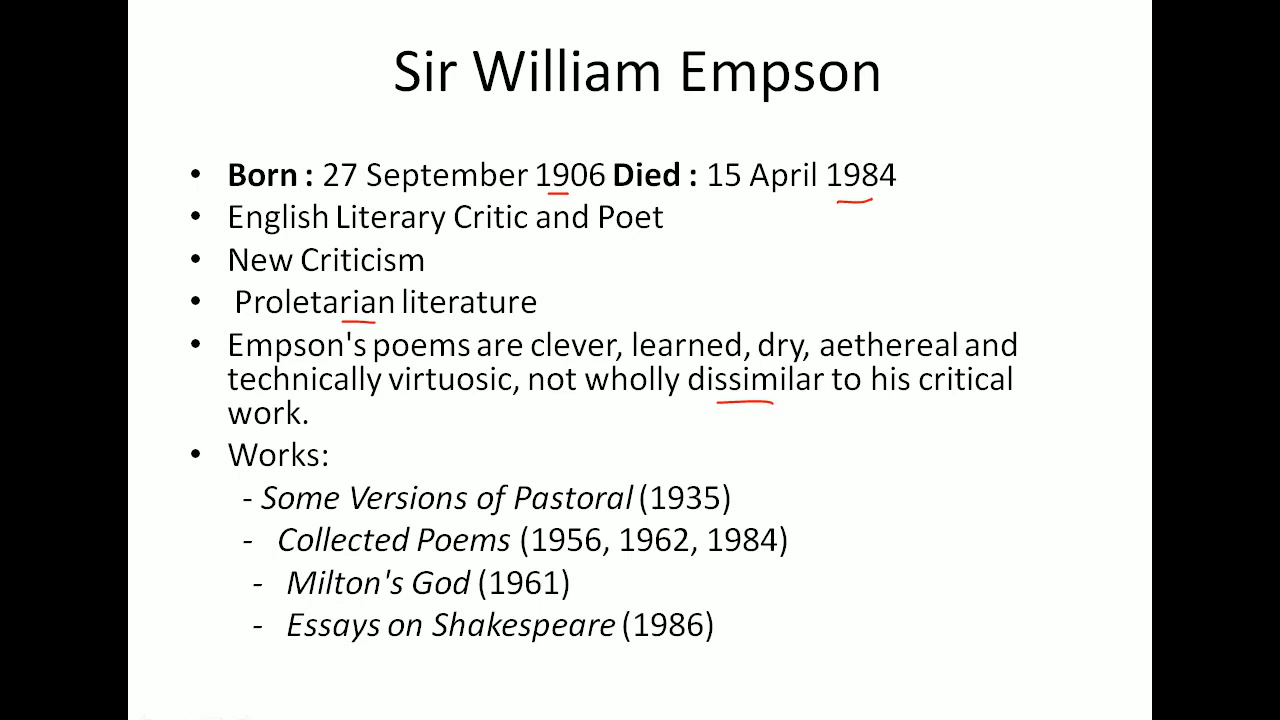 Sir William Empson
• Born : 27 September 1906 Died : 15 April 1984
• English Literary Critic and Poet
• New Criticism
• Proletarian literature
• Empson's poems are clever, learned, dry, aethereal and
technically virtuosic, not wholly dissimilar to his critical
work.
• Works:
- Some Versions of Pastoral (1935)
- Collected Poems (1956, 1962, 1984)
- Milton's God (1961)
- Essays on Shakespeare (1986)